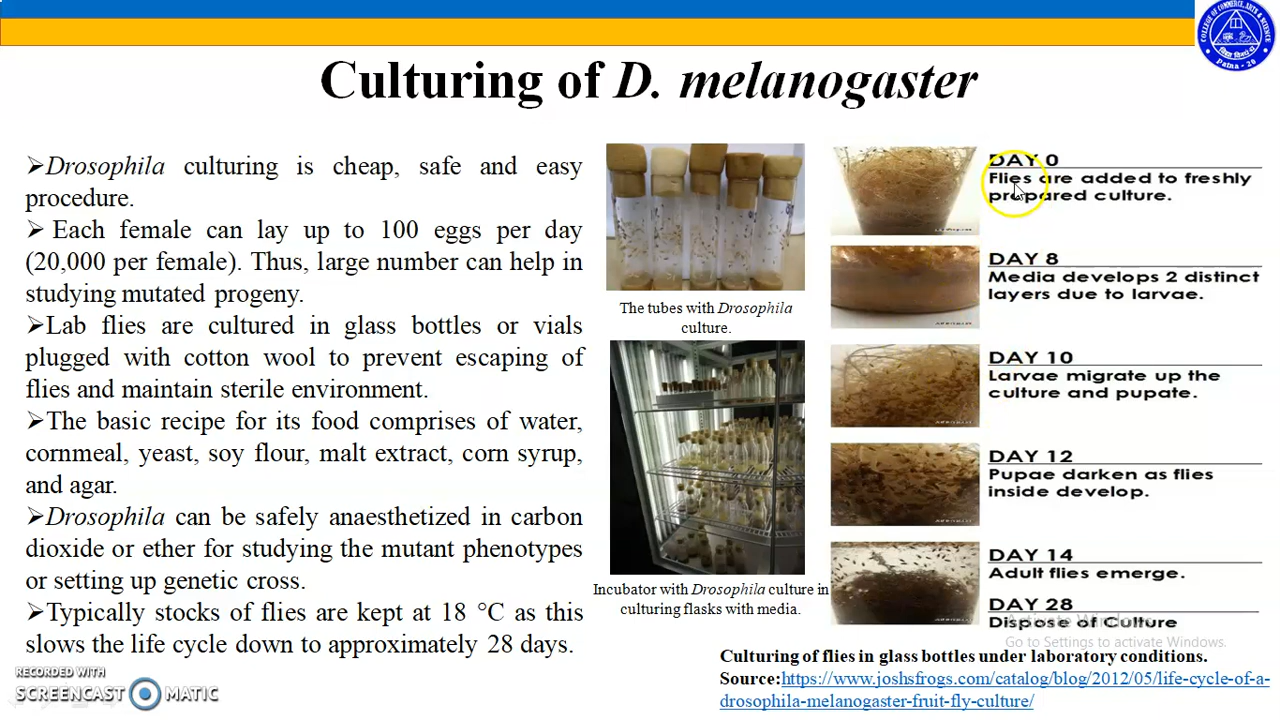 COLLEGE OF COMMERCE, ARTS & SCIENCE
Patna - 20
Culturing of D. melanogaster
➢Drosophila culturing is cheap, safe and easy
procedure.
➢ Each female can lay up to 100 eggs per day
(20,000 per female). Thus, large number can help in
studying mutated progeny.
➢Lab flies are cultured in glass bottles or vials
plugged with cotton wool to prevent escaping of
flies and maintain sterile environment.
➢The basic recipe for its food comprises of water,
cornmeal, yeast, soy flour, malt extract, corn syrup,
and agar.
➢Drosophila can be safely anaesthetized in carbon
dioxide or ether for studying the mutant phenotypes
or setting up genetic cross.
➢Typically stocks of flies are kept at 18 °C as this
slows the life cycle down to approximately 28 days.
The tubes with Drosophila
culture.
Incubator with Drosophila culture in
culturing flasks with media.
DAY 0
Flies are added to freshly
prepared culture.
DAY 8
Media develops 2 distinct
layers due to larvae.
DAY 10
Larvae migrate up the
culture and pupate.
DAY 12
Pupae darken as flies
inside develop.
DAY 14
Adult flies emerge.
DAY 28
Dispose of Culture
Activate Windows
Go to Settings to activate Windows.
Culturing of flies in glass bottles under laboratory conditions.
Source:https://www.joshsfrogs.com/catalog/blog/2012/05/life-cycle-of-a-
drosophila-melanogaster-fruit-fly-culture/
RECORDED WITH
SCREENCAST MATIC